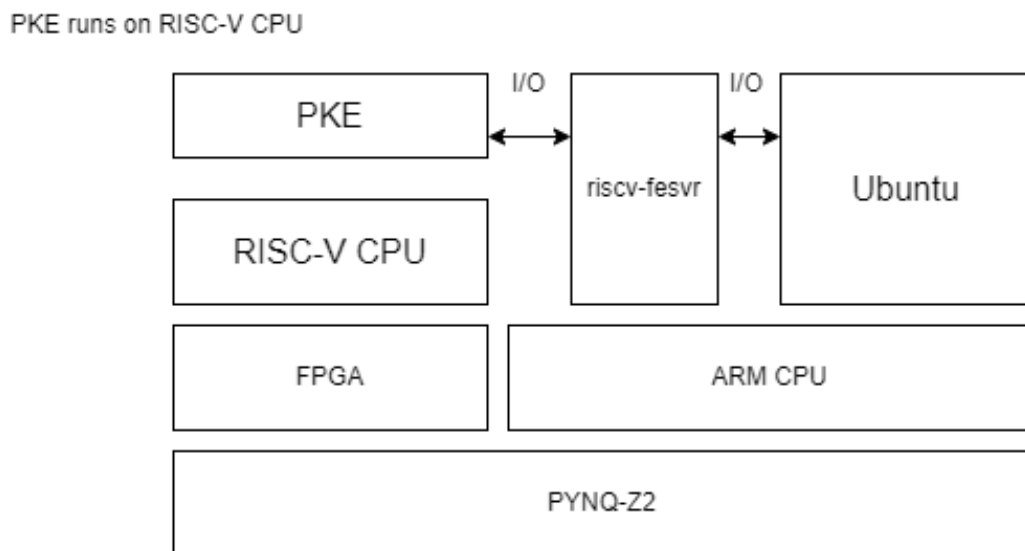 PKE runs on RISC-V CPU
PKE
I/O
riscv-fesvr
I/O
Ubuntu
RISC-V CPU
FPGA
ARM CPU
PYNQ-Z2